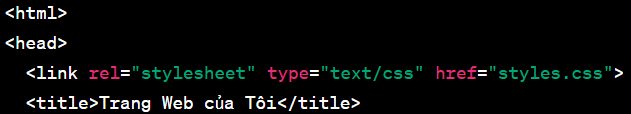 <html>
<head>
<link rel="stylesheet" type="text/css" href="styles.css">
<title>Trang Web của Tôi</title>